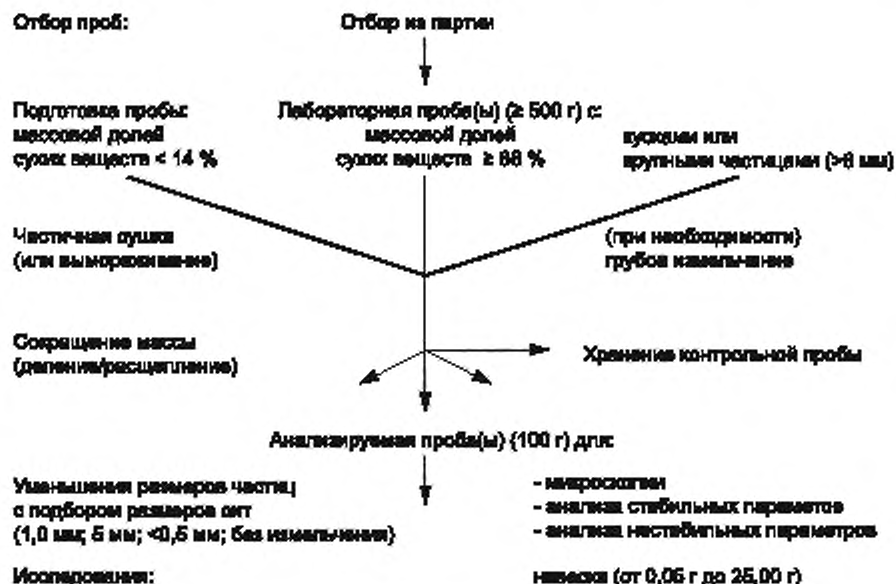 Отбор проб:
Отбор из партии
Подготовка пробы:
массовой долей
сухих веществ < 14 %
Лабораторная проба(ы) (≥ 500 г) с:
массовой долей
сухих веществ ≥ 86 %
кусками или
крупными частицами (>6 мм)
Частичная сушка
(или вымораживание)
(при необходимости)
грубое измельчение
Сокращение массы
(деление/расщепление)
Хранение контрольной пробы
Анализируемая проба(ы) (100 г) для:
Уменьшения размеров частиц
с подбором размеров сит
(1,0 мм; 5 мм; <0,5 мм; без измельчения)
- микроскопии
- анализа стабильных параметов
- анализа нестабильных параметров
Исследования:
навески (от 0,05 г до 25,00 г)